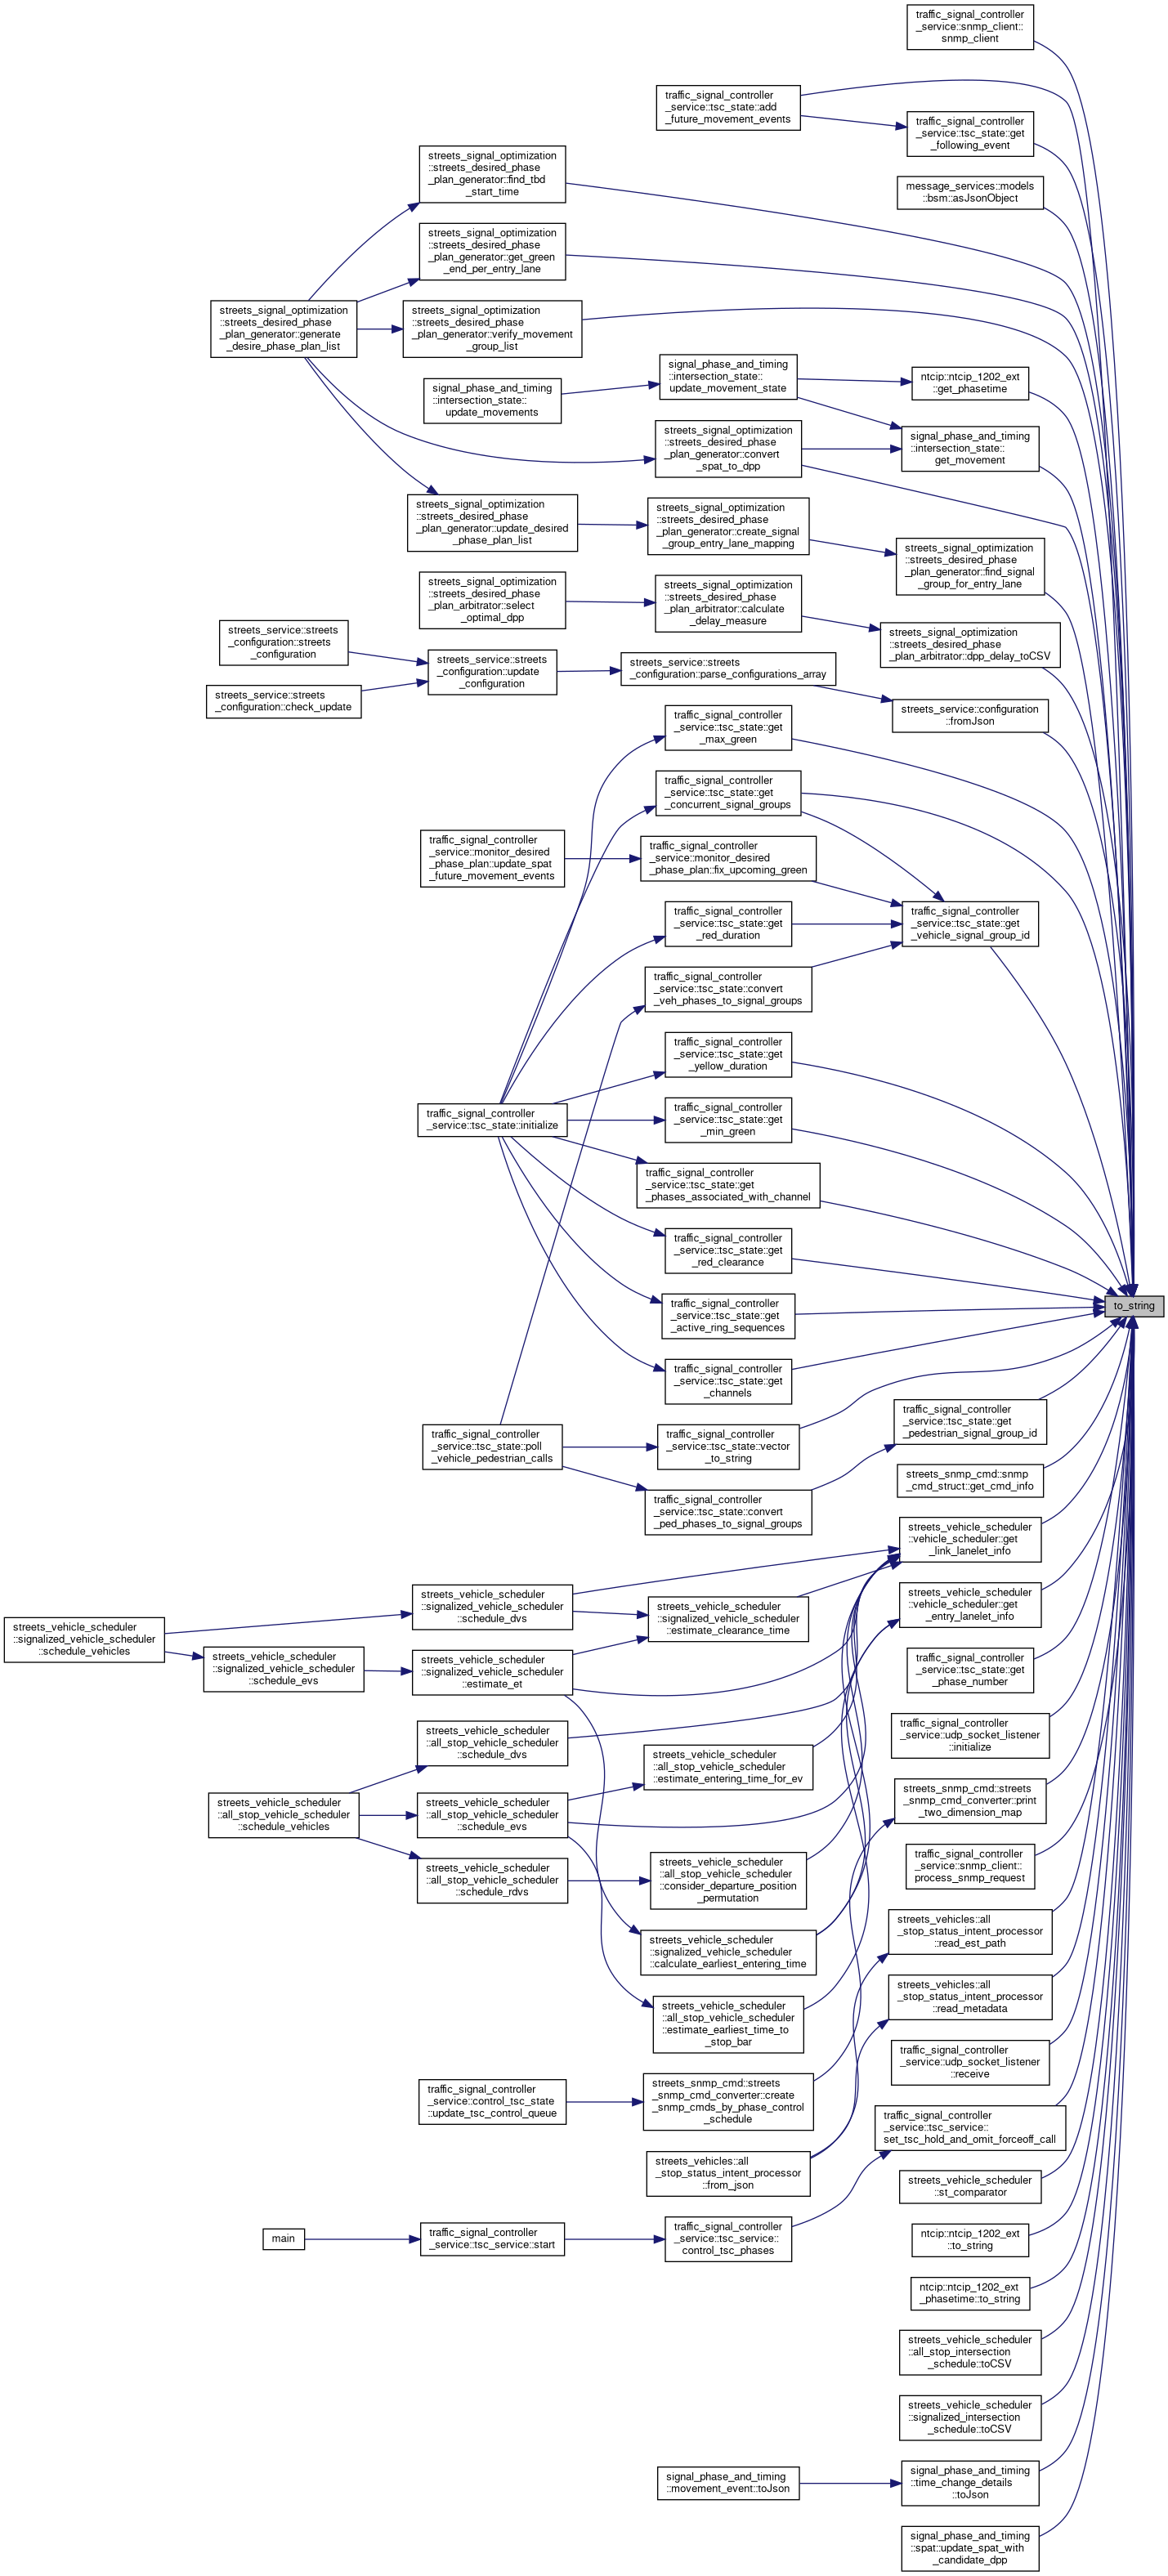 traffic_signal_controller
_service::snmp_client::
snmp_client
traffic_signal_controller
_service::tsc_state::add
_future_movement_events
traffic_signal_controller
_service::tsc_state::get
_following_event
streets_signal_optimization
::streets_desired_phase
_plan_generator::find_tbd
_start_time
message_services::models
::bsm::asJsonObject
streets_signal_optimization
::streets_desired_phase
_plan_generator::get_green
_end_per_entry_lane
streets_signal_optimization
::streets_desired_phase
_plan_generator::generate
_desire_phase_plan_list
streets_signal_optimization
::streets_desired_phase
_plan_generator::verify_movement
_group_list
signal_phase_and_timing
::intersection_state::
update_movement_state
ntcip::ntcip_1202_ext
::get_phasetime
signal_phase_and_timing
::intersection_state::
update_movements
streets_signal_optimization
::streets_desired_phase
_plan_generator::convert
_spat_to_dpp
signal_phase_and_timing
::intersection_state::
get_movement
streets_signal_optimization
::streets_desired_phase
_plan_generator::update_desired
_phase_plan_list
streets_signal_optimization
::streets_desired_phase
_plan_generator::create_signal
_group_entry_lane_mapping
streets_signal_optimization
::streets_desired_phase
_plan_generator::find_signal
_group_for_entry_lane
streets_signal_optimization
::streets_desired_phase
_plan_arbitrator::select
_optimal_dpp
streets_signal_optimization
::streets_desired_phase
_plan_arbitrator::calculate
_delay_measure
streets_signal_optimization
::streets_desired_phase
_plan_arbitrator::dpp_delay_toCSV
streets_service::streets
_configuration::streets
_configuration
streets_service::streets
_configuration::update
_configuration
streets_service::streets
_configuration::parse_configurations_array
streets_service::streets
_configuration::check_update
streets_service::configuration
::fromJson
traffic_signal_controller
_service::tsc_state::get
_max_green
traffic_signal_controller
_service::tsc_state::get
_concurrent_signal_groups
traffic_signal_controller
_service::monitor_desired
_phase_plan::update_spat
_future_movement_events
traffic_signal_controller
_service::monitor_desired
_phase_plan::fix_upcoming_green
traffic_signal_controller
_service::tsc_state::get
_red_duration
traffic_signal_controller
_service::tsc_state::get
_vehicle_signal_group_id
traffic_signal_controller
_service::tsc_state::convert
_veh_phases_to_signal_groups
traffic_signal_controller
_service::tsc_state::get
_yellow_duration
traffic_signal_controller
_service::tsc_state::initialize
traffic_signal_controller
_service::tsc_state::get
_min_green
traffic_signal_controller
_service::tsc_state::get
_phases_associated_with_channel
traffic_signal_controller
_service::tsc_state::get
_red_clearance
traffic_signal_controller
_service::tsc_state::get
_active_ring_sequences
to_string
traffic_signal_controller
_service::tsc_state::get
_channels
traffic_signal_controller
_service::tsc_state::get
_pedestrian_signal_group_id
traffic_signal_controller
_service::tsc_state::poll
_vehicle_pedestrian_calls
traffic_signal_controller
_service::tsc_state::vector
_to_string
streets_snmp_cmd::snmp
_cmd_struct::get_cmd_info
traffic_signal_controller
_service::tsc_state::convert
_ped_phases_to_signal_groups
streets_vehicle_scheduler
::vehicle_scheduler::get
_link_lanelet_info
streets_vehicle_scheduler
::signalized_vehicle_scheduler
::schedule_dvs
streets_vehicle_scheduler
::signalized_vehicle_scheduler
::estimate_clearance_time
streets_vehicle_scheduler
::vehicle_scheduler::get
_entry_lanelet_info
streets_vehicle_scheduler
::signalized_vehicle_scheduler
::schedule_vehicles
streets_vehicle_scheduler
::signalized_vehicle_scheduler
::schedule_evs
streets_vehicle_scheduler
::signalized_vehicle_scheduler
::estimate_et
traffic_signal_controller
_service::tsc_state::get
_phase_number
streets_vehicle_scheduler
::all_stop_vehicle_scheduler
::schedule_dvs
traffic_signal_controller
_service::udp_socket_listener
::initialize
streets_vehicle_scheduler
::all_stop_vehicle_scheduler
::estimate_entering_time_for_ev
streets_vehicle_scheduler
::all_stop_vehicle_scheduler
::schedule_vehicles
streets_vehicle_scheduler
::all_stop_vehicle_scheduler
::schedule_evs
streets_snmp_cmd::streets
_snmp_cmd_converter::print
_two_dimension_map
streets_vehicle_scheduler
::all_stop_vehicle_scheduler
::schedule_rdvs
streets_vehicle_scheduler
::all_stop_vehicle_scheduler
::consider_departure_position
_permutation
traffic_signal_controller
_service::snmp_client::
process_snmp_request
streets_vehicle_scheduler
::signalized_vehicle_scheduler
::calculate_earliest_entering_time
streets_vehicles::all
_stop_status_intent_processor
::read_est_path
streets_vehicle_scheduler
::all_stop_vehicle_scheduler
::estimate_earliest_time_to
_stop_bar
streets_vehicles::all
_stop_status_intent_processor
::read_metadata
traffic_signal_controller
_service::udp_socket_listener
::receive
traffic_signal_controller
_service::control_tsc_state
::update_tsc_control_queue
streets_snmp_cmd::streets
_snmp_cmd_converter::create
_snmp_cmds_by_phase_control
_schedule
traffic_signal_controller
_service::tsc_service::
set_tsc_hold_and_omit_forceoff_call
streets_vehicles::all
_stop_status_intent_processor
::from_json
streets_vehicle_scheduler
::st_comparator
main
traffic_signal_controller
_service::tsc_service::start
traffic_signal_controller
_service::tsc_service::
control_tsc_phases
ntcip::ntcip_1202_ext
::to_string
ntcip::ntcip_1202_ext
_phasetime::to_string
streets_vehicle_scheduler
::all_stop_intersection
_schedule::toCSV
streets_vehicle_scheduler
::signalized_intersection
_schedule::toCSV
signal_phase_and_timing
::movement_event::toJson
signal_phase_and_timing
::time_change_details
::toJson
signal_phase_and_timing
::spat::update_spat_with
_candidate_dpp